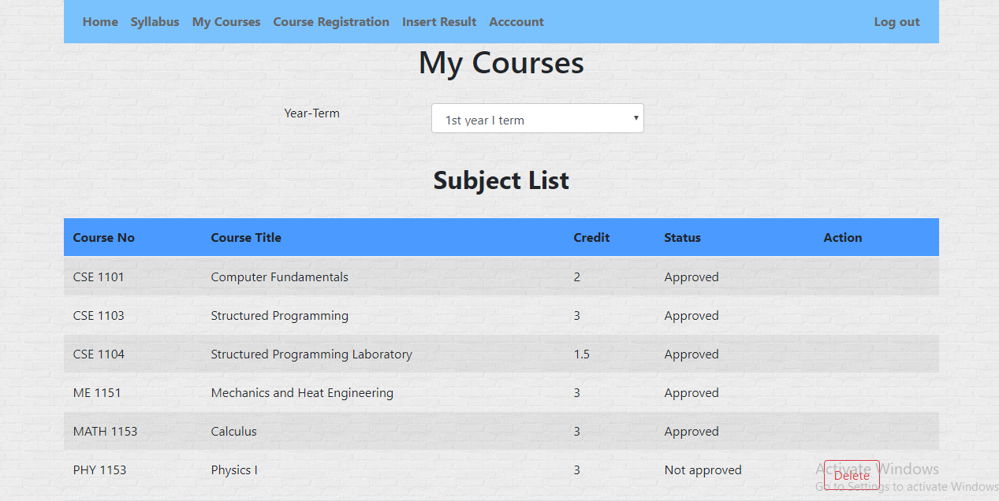 Home Syllabus My Courses Course Registration Insert Result Acccount Log out
My Courses
Year-Term 1st year I term
Subject List
Course No Course Title Credit Status Action
CSE 1101 Computer Fundamentals 2 Approved
CSE 1103 Structured Programming 3 Approved
CSE 1104 Structured Programming Laboratory 1.5 Approved
ME 1151 Mechanics and Heat Engineering 3 Approved
MATH 1153 Calculus 3 Approved
PHY 1153 Physics I 3 Not approved Delete
Activate Windows
Go to Settings to activate Windows